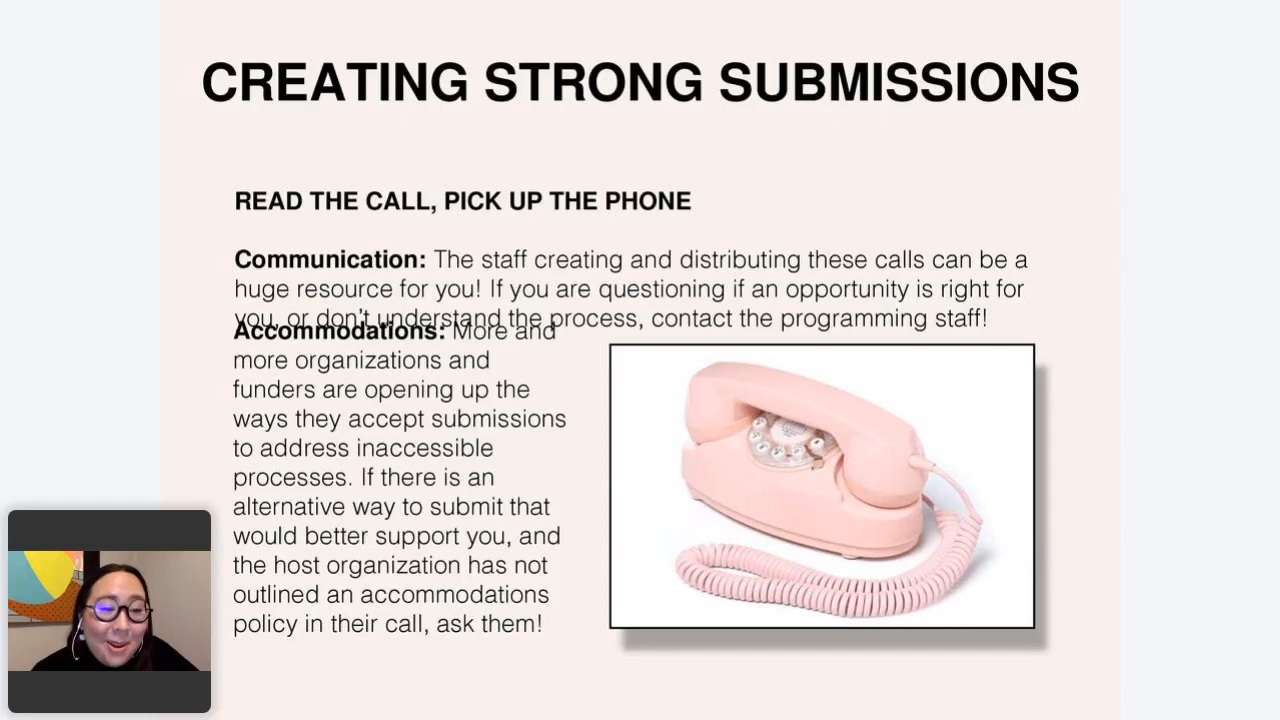 CREATING STRONG SUBMISSIONS
READ THE CALL, PICK UP THE PHONE
Communication: The staff creating and distributing these calls can be a
huge resource for you! If you are questioning if an opportunity is right for
you, or don't understand the process, contact the programming staff!
Accommodations: More and
more organizations and
funders are opening up the
ways they accept submissions
to address inaccessible
processes. If there is an
alternative way to submit that
would better support you, and
the host organization has not
outlined an accommodations
policy in their call, ask them!